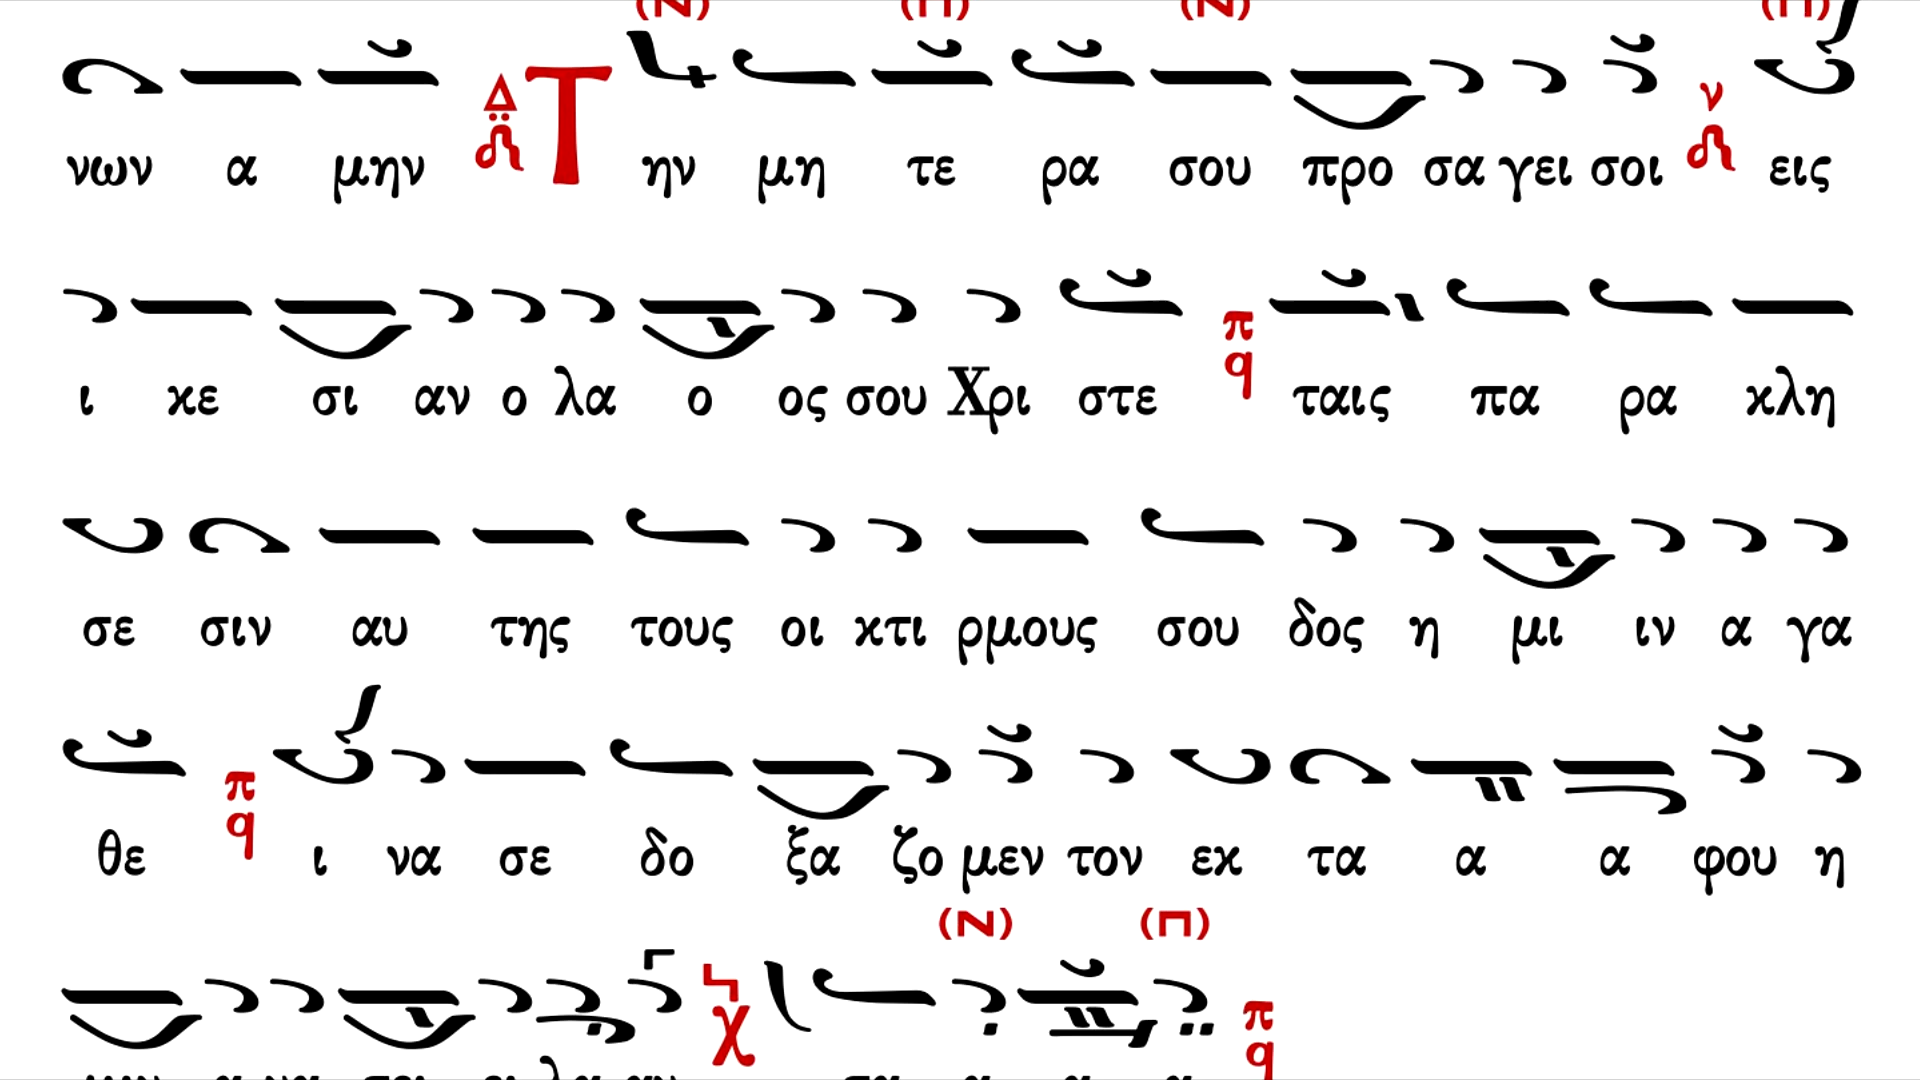 (Ν) (Π) (Ν) (Π)
νων α μην Δ Τ ην μη τε ρα σου προ σα γει σοι ν εις
ι κε σι αν ο λα ο ος σου Χρι στε π q ταις πα ρα κλη
σε σιν αυ της τους οι κτι ρμους σου δος η μι ιν α γα
θε π q ι να σε δο ξα ζο μεν τον εκ τα α α φου η
(Ν) (Π)
π q